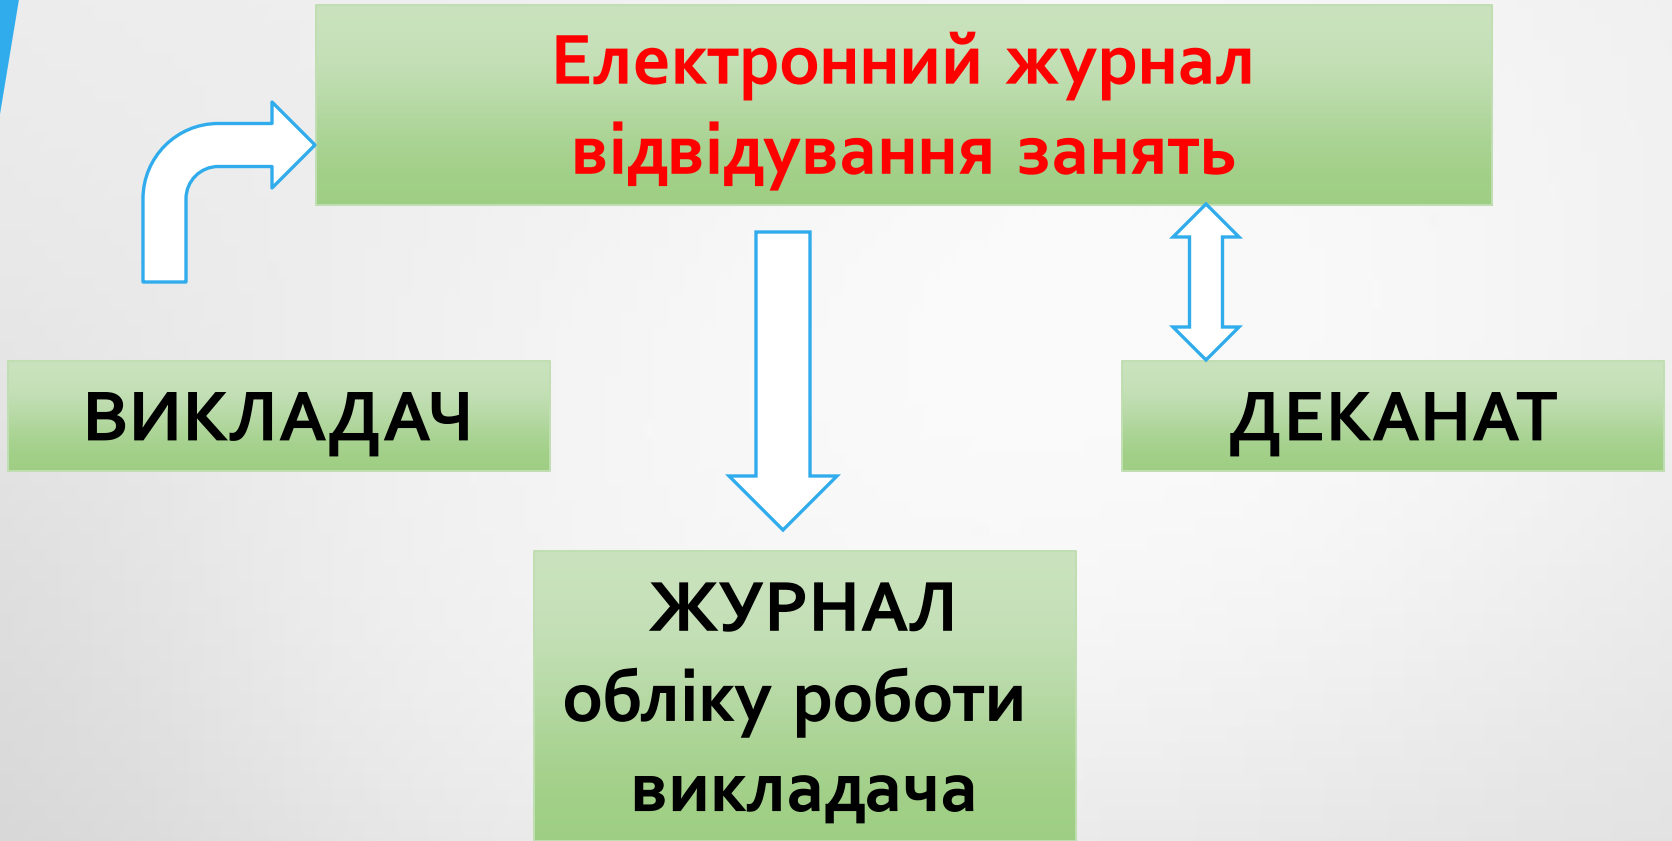 Електронний журнал
відвідування занять
ВИКЛАДАЧ
ДЕКАНАТ
ЖУРНАЛ
обліку роботи
викладача